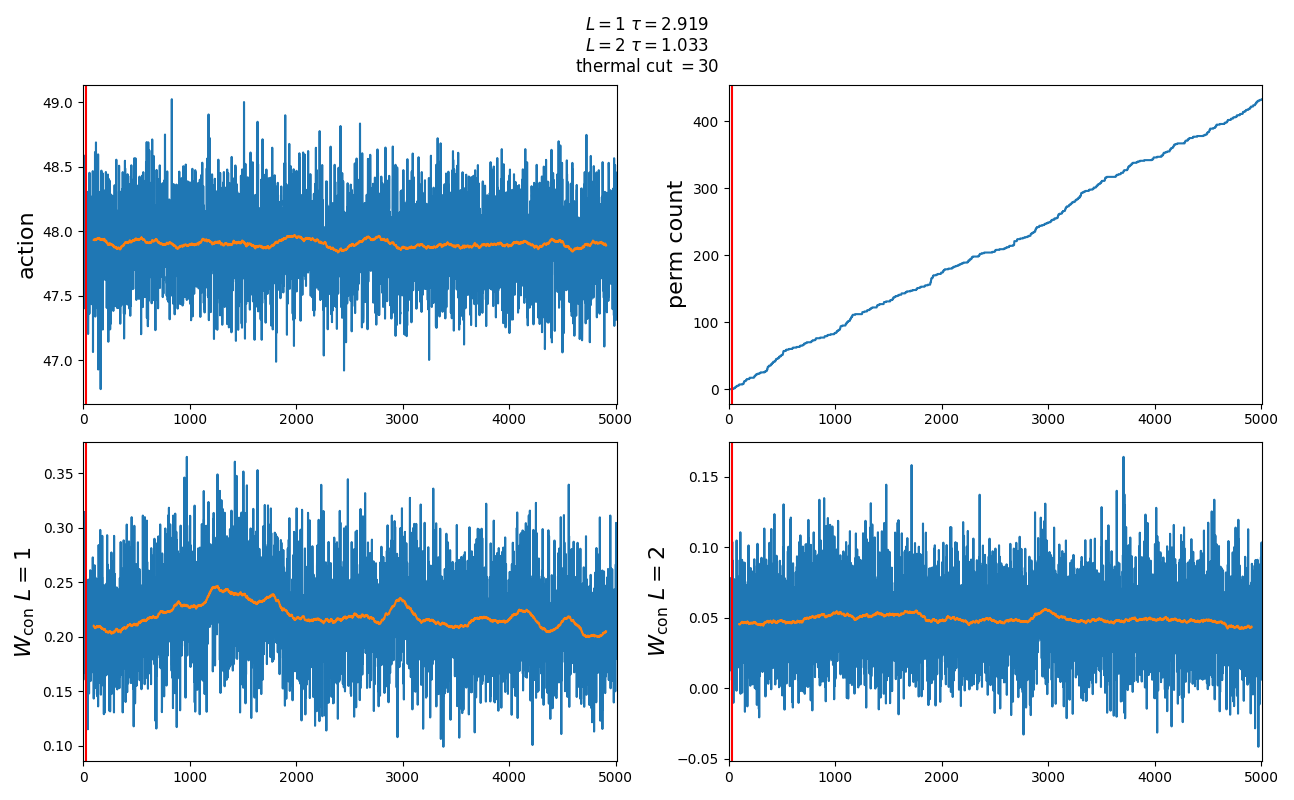 L = 1 τ = 2.919
L = 2 τ = 1.033
thermal cut = 30
action
49.0
48.5
48.0
47.5
47.0
0 1000 2000 3000 4000 5000
perm count
400
300
200
100
0
0 1000 2000 3000 4000 5000
W_con L = 1
0.35
0.30
0.25
0.20
0.15
0.10
0 1000 2000 3000 4000 5000
W_con L = 2
0.15
0.10
0.05
0.00
−0.05
0 1000 2000 3000 4000 5000